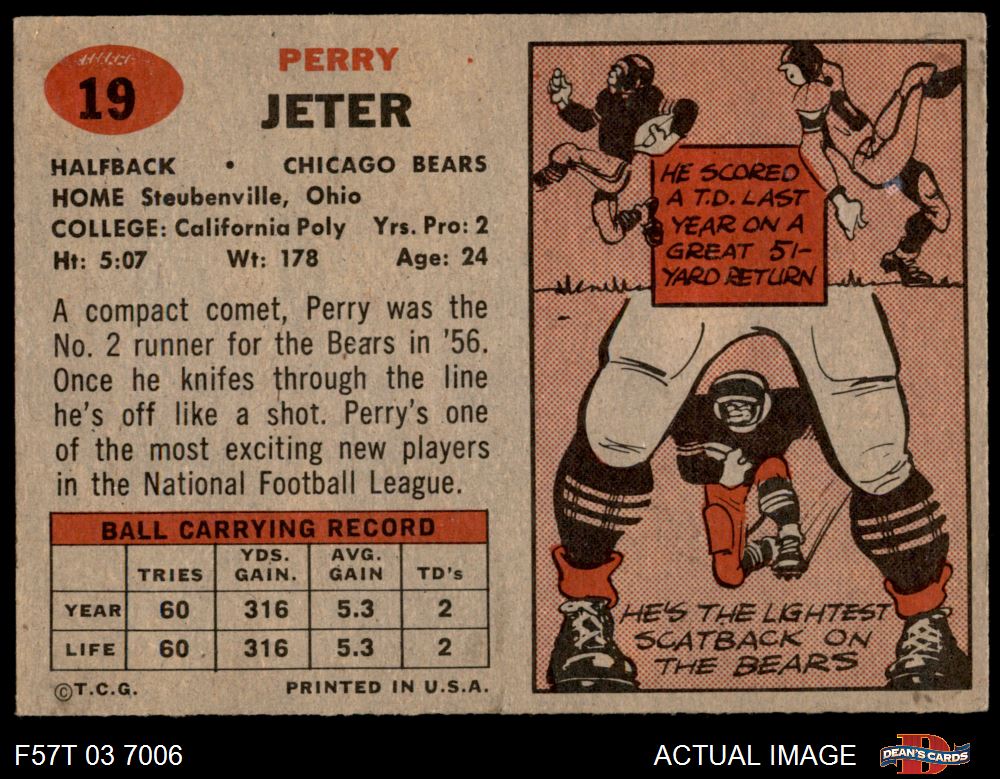 19
PERRY
JETER
HALFBACK • CHICAGO BEARS
HOME Steubenville, Ohio
COLLEGE: California Poly Yrs. Pro: 2
Ht: 5:07 Wt: 178 Age: 24
A compact comet, Perry was the
No. 2 runner for the Bears in '56.
Once he knifes through the line
he's off like a shot. Perry's one
of the most exciting new players
in the National Football League.
BALL CARRYING RECORD
TRIES YDS. GAIN. AVG. GAIN TD's
YEAR 60 316 5.3 2
LIFE 60 316 5.3 2
©T.C.G. PRINTED IN U.S.A.
HE SCORED
A T.D. LAST
YEAR ON A
GREAT 51-
YARD RETURN
HE'S THE LIGHTEST
SCATBACK ON
THE BEARS
F57T 03 7006 ACTUAL IMAGE DEAN'S CARDS